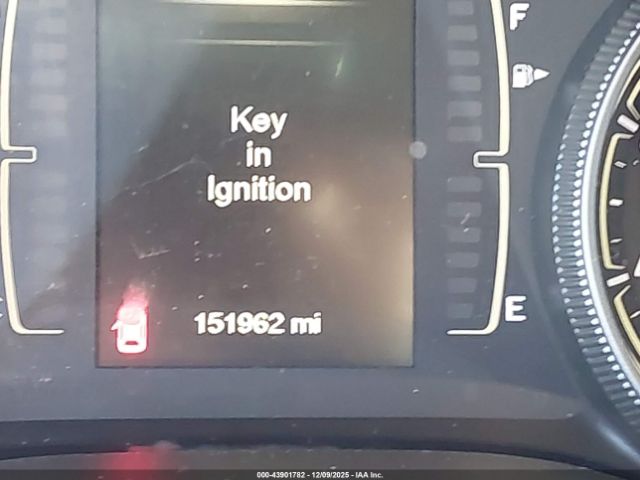 F
Key
in
Ignition
E
151962 mi
000-43901782 - 12/09/2025 - IAA Inc.